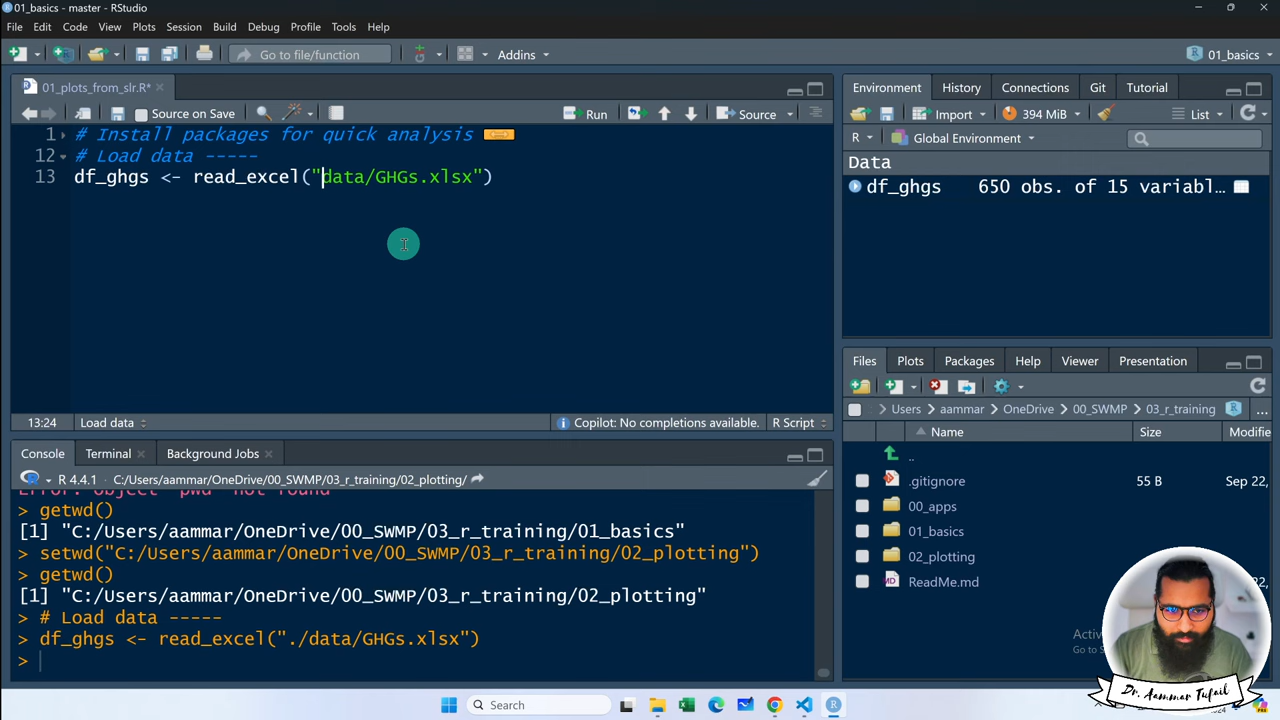 01_basics - master - RStudio
File Edit Code View Plots Session Build Debug Profile Tools Help
Go to file/function Addins 01_basics
01_plots_from_slr.R*
Source on Save Run Source
1 # Install packages for quick analysis
12 # Load data -----
13 df_ghgs <- read_excel("data/GHGs.xlsx")
13:24 Load data Copilot: No completions available. R Script
Console Terminal Background Jobs
R 4.4.1 C:/Users/aammar/OneDrive/00_SWMP/03_r_training/02_plotting/
Error: object 'pwd' not found
> getwd()
[1] "C:/Users/aammar/OneDrive/00_SWMP/03_r_training/01_basics"
> setwd("C:/Users/aammar/OneDrive/00_SWMP/03_r_training/02_plotting")
> getwd()
[1] "C:/Users/aammar/OneDrive/00_SWMP/03_r_training/02_plotting"
> # Load data -----
> df_ghgs <- read_excel("./data/GHGs.xlsx")
>
Environment History Connections Git Tutorial
Import 394 MiB List
R Global Environment
Data
df_ghgs 650 obs. of 15 variabl…
Files Plots Packages Help Viewer Presentation
Users aammar OneDrive 00_SWMP 03_r_training ...
Name Size Modifie
..
.gitignore 55 B Sep 22,
00_apps
01_basics
02_plotting
ReadMe.md
Dr. Aammar Tufail
Search